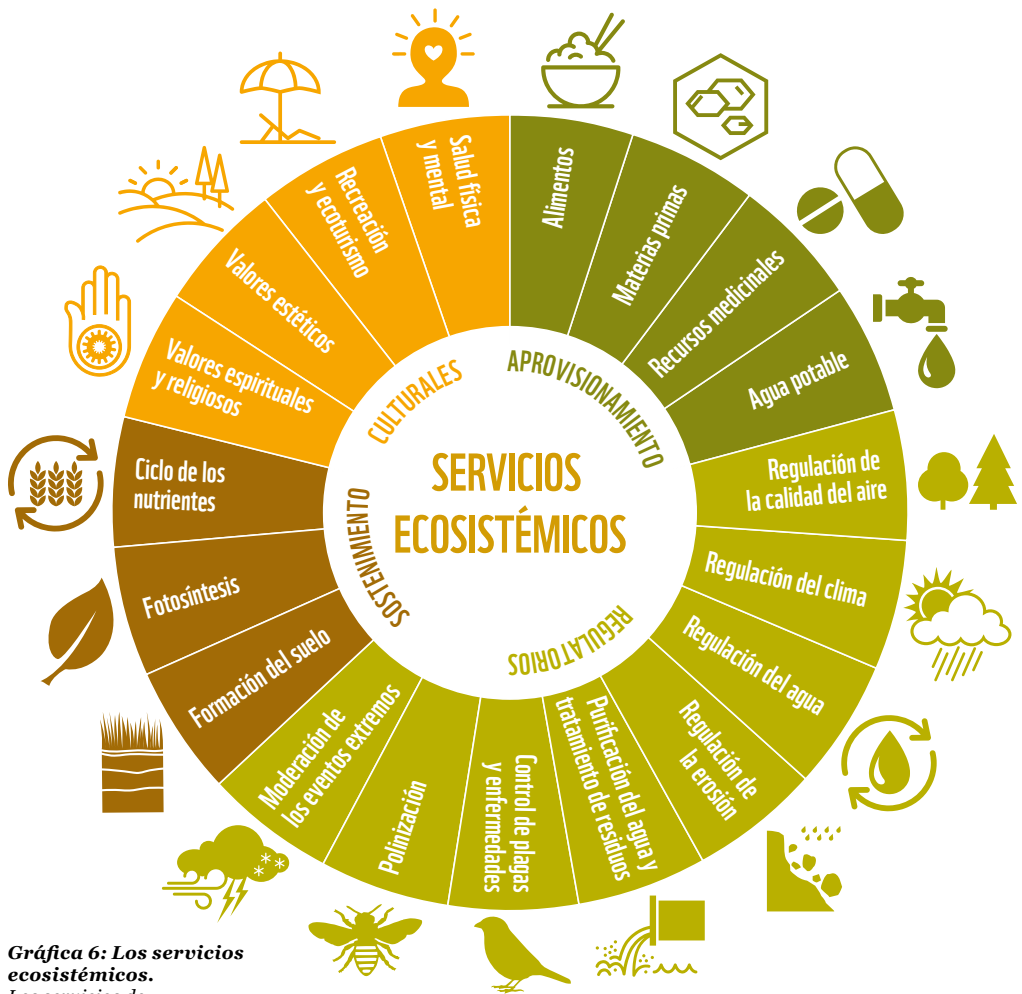 SERVICIOS
ECOSISTÉMICOS
APROVISIONAMIENTO
Alimentos
Materias primas
Recursos medicinales
Agua potable
REGULATORIOS
Regulación de
la calidad del aire
Regulación del clima
Regulación del agua
Regulación de
la erosión
Purificación del agua y
tratamiento de residuos
Control de plagas
y enfermedades
Polinización
Moderación de
los eventos extremos
SOSTENIMIENTO
Formación del suelo
Fotosíntesis
Ciclo de los
nutrientes
CULTURALES
Valores espirituales
y religiosos
Valores estéticos
Recreación
y ecoturismo
Salud física
y mental
Gráfica 6: Los servicios
ecosistémicos.
Los servicios de